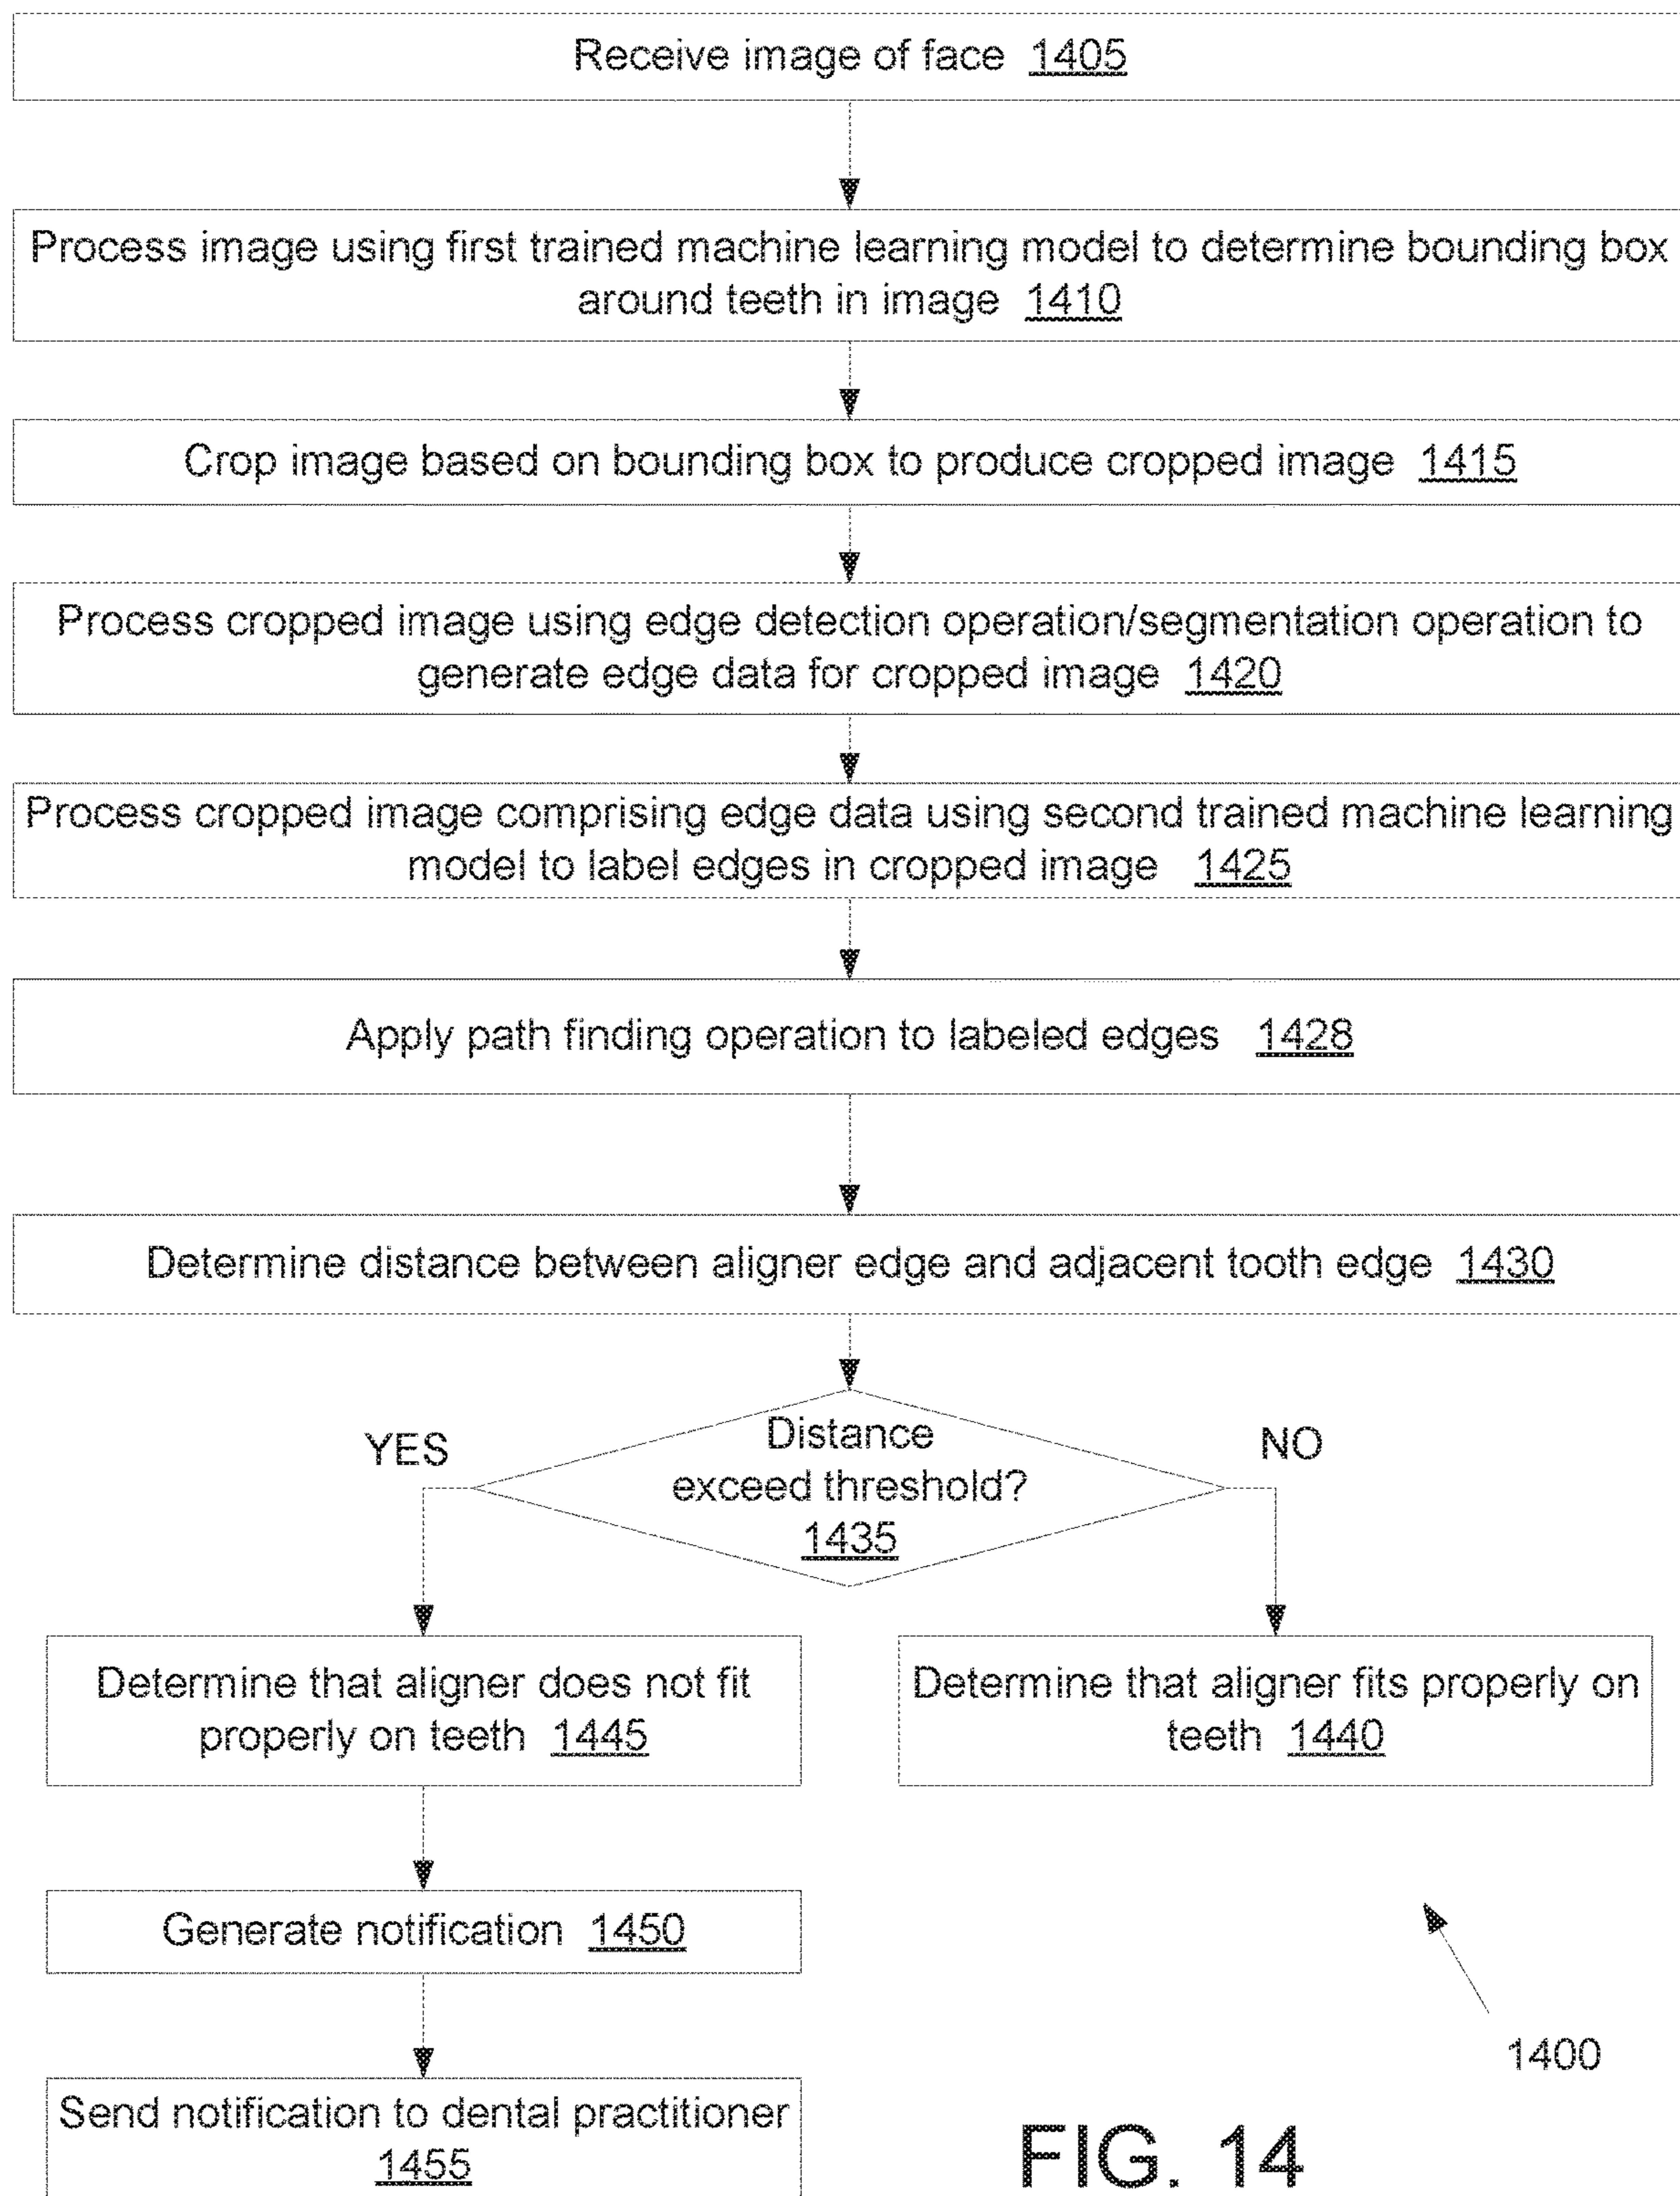 Receive image of face 1405
Process image using first trained machine learning model to determine bounding box
around teeth in image 1410
Crop image based on bounding box to produce cropped image 1415
Process cropped image using edge detection operation/segmentation operation to
generate edge data for cropped image 1420
Process cropped image comprising edge data using second trained machine learning
model to label edges in cropped image 1425
Apply path finding operation to labeled edges 1428
Determine distance between aligner edge and adjacent tooth edge 1430
Distance
exceed threshold?
1435
YES
NO
Determine that aligner does not fit
properly on teeth 1445
Determine that aligner fits properly on
teeth 1440
Generate notification 1450
Send notification to dental practitioner
1455
1400
FIG. 14